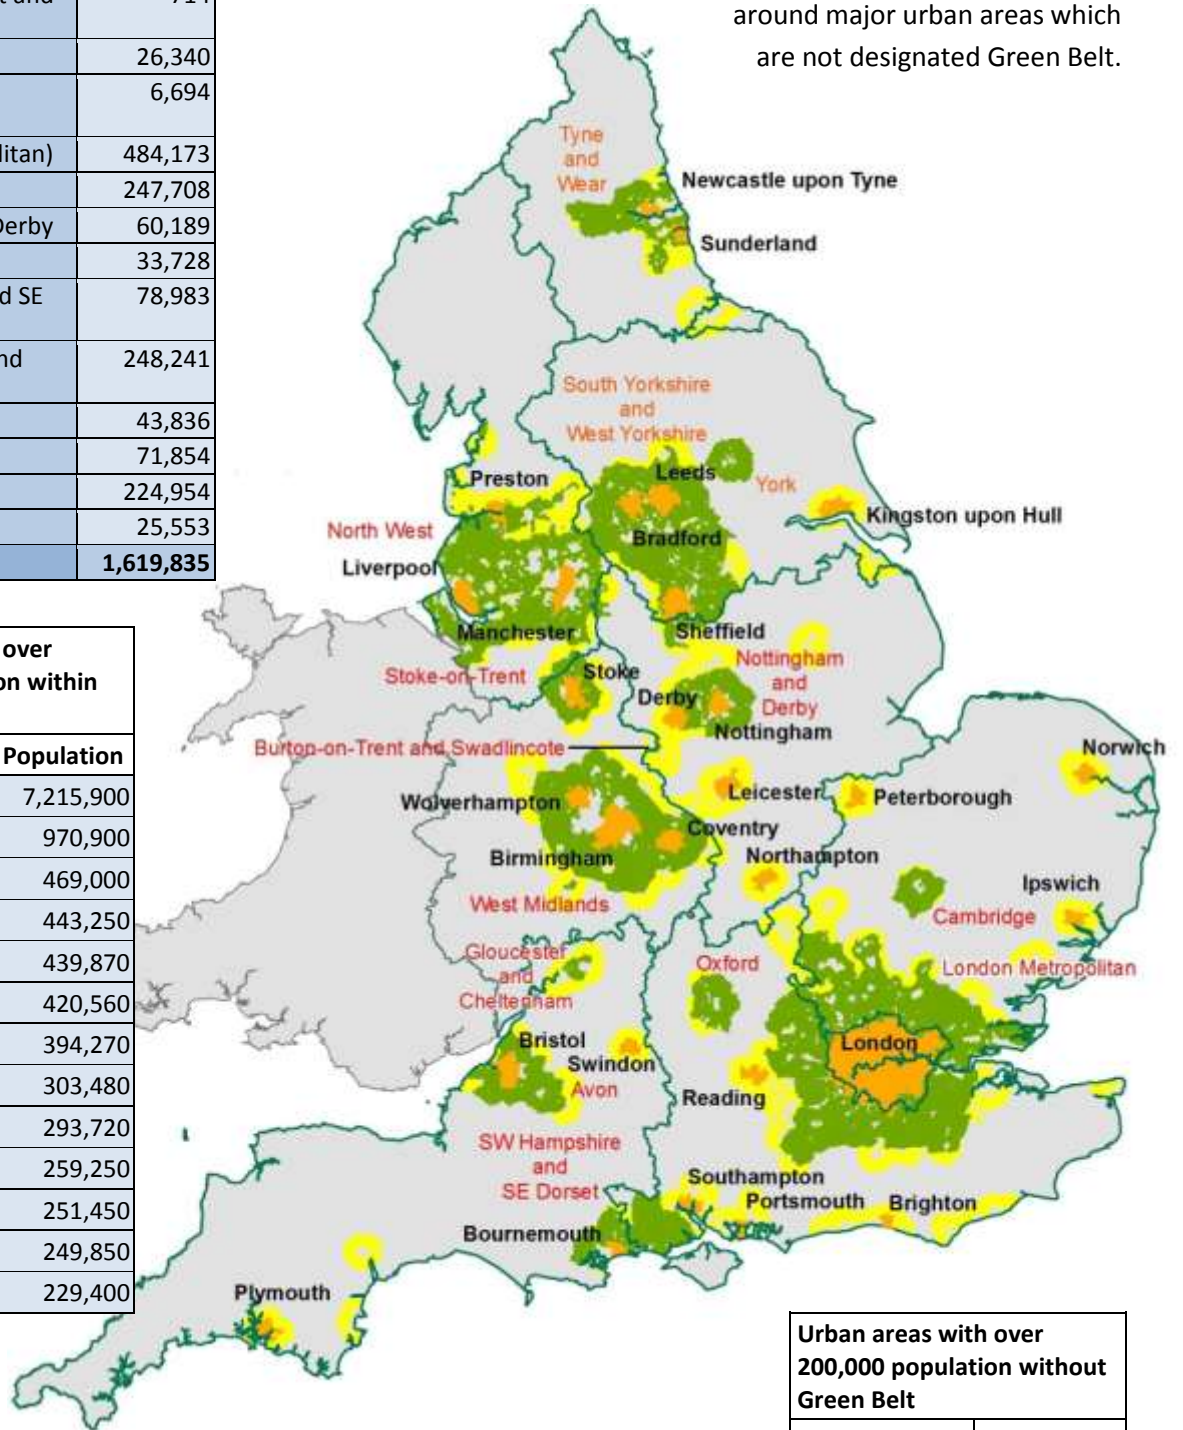 t and 714
26,340
6,694
litan) 484,173
247,708
Derby 60,189
33,728
d SE 78,983
nd 248,241
43,836
71,854
224,954
25,553
1,619,835
around major urban areas which
are not designated Green Belt.
Tyne
and
Wear
Newcastle upon Tyne
Sunderland
South Yorkshire
and
West Yorkshire
Leeds
Preston
York
Kingston upon Hull
North West
Bradford
Liverpool
Manchester
Sheffield
Stoke-on-Trent
Stoke
Nottingham
and
Derby
Derby
Nottingham
Burton-on-Trent and Swadlincote
Norwich
Wolverhampton
Leicester
Peterborough
Coventry
Birmingham
Northampton
Ipswich
West Midlands
Cambridge
Gloucester
and
Cheltenham
Oxford
London Metropolitan
Bristol
Swindon
London
Avon
Reading
SW Hampshire
and
SE Dorset
Southampton
Portsmouth
Brighton
Bournemouth
Plymouth
over
on within
Population
7,215,900
970,900
469,000
443,250
439,870
420,560
394,270
303,480
293,720
259,250
251,450
249,850
229,400
Urban areas with over
200,000 population without
Green Belt